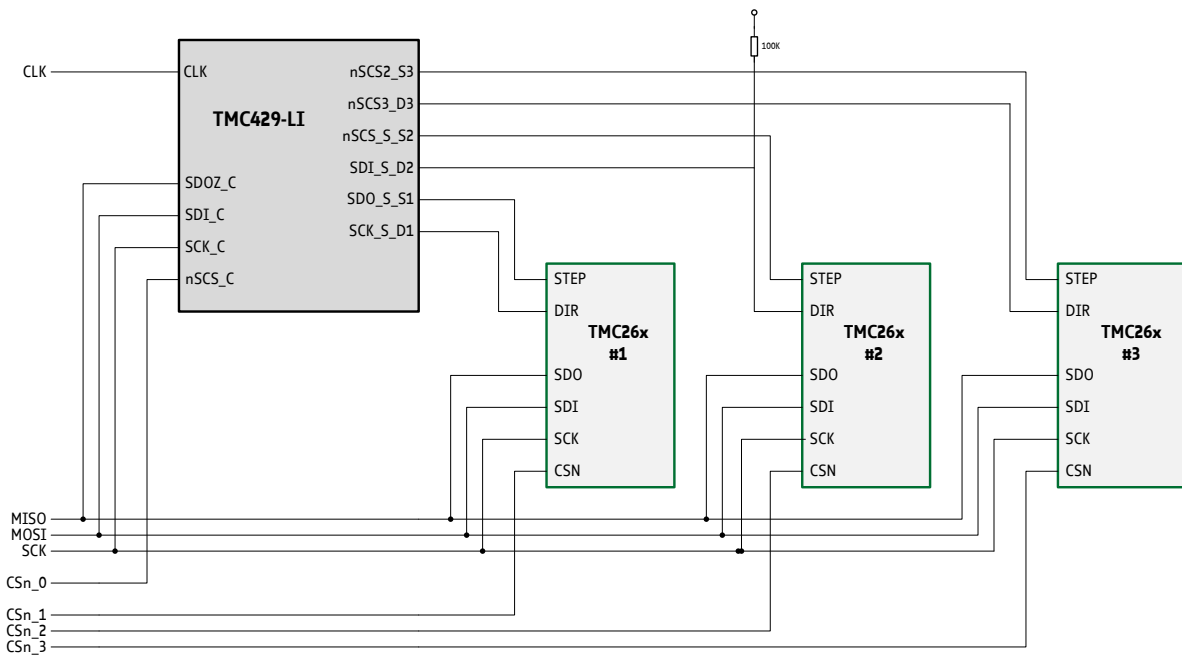 100K
CLK
CLK
nSCS2_S3
nSCS3_D3
TMC429-LI
nSCS_S_S2
SDI_S_D2
SDOZ_C
SDO_S_S1
SDI_C
SCK_S_D1
SCK_C
nSCS_C
STEP
DIR
TMC26x
#1
SDO
SDI
SCK
CSN
STEP
DIR
TMC26x
#2
SDO
SDI
SCK
CSN
STEP
DIR
TMC26x
#3
SDO
SDI
SCK
CSN
MISO
MOSI
SCK
CSn_0
CSn_1
CSn_2
CSn_3